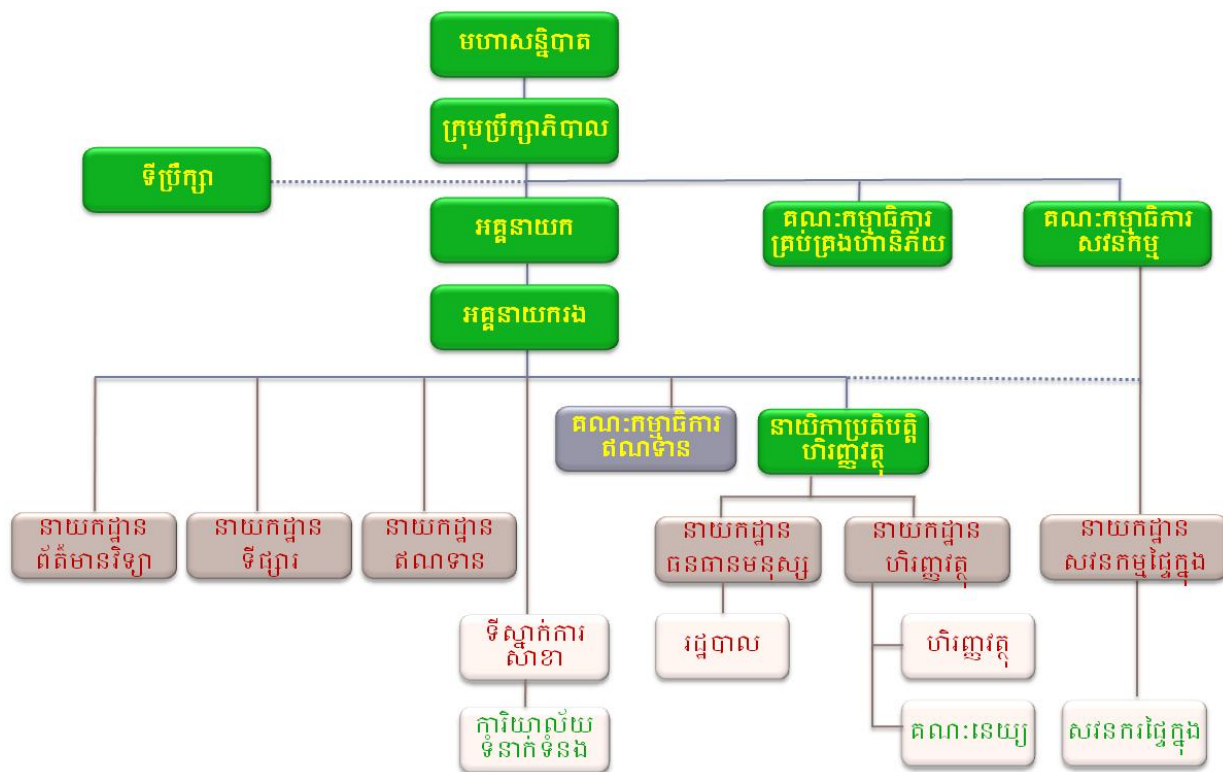 មហាសន្និបាត
ក្រុមប្រឹក្សាភិបាល
ទីប្រឹក្សា
អគ្គនាយក
គណៈកម្មាធិការ
គ្រប់គ្រងហានិភ័យ
គណៈកម្មាធិការ
សវនកម្ម
អគ្គនាយករង
គណៈកម្មាធិការ
ឥណទាន
នាយិកាប្រតិបត្តិ
ហិរញ្ញវត្ថុ
នាយកដ្ឋាន
ព័ត៌មានវិទ្យា
នាយកដ្ឋាន
ទីផ្សារ
នាយកដ្ឋាន
ឥណទាន
នាយកដ្ឋាន
ធនធានមនុស្ស
នាយកដ្ឋាន
ហិរញ្ញវត្ថុ
នាយកដ្ឋាន
សវនកម្មផ្ទៃក្នុង
ទីស្នាក់ការ
សាខា
រដ្ឋបាល
ហិរញ្ញវត្ថុ
ការិយាល័យ
ទំនាក់ទំនង
គណៈនេយ្យ
សវនករផ្ទៃក្នុង